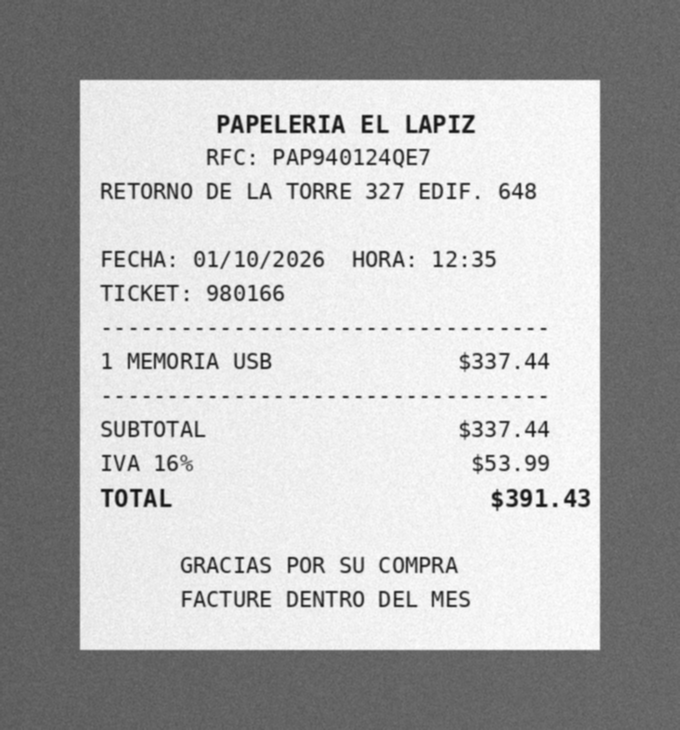 PAPELERIA EL LAPIZ
RFC: PAP940124QE7
RETORNO DE LA TORRE 327 EDIF. 648
FECHA: 01/10/2026 HORA: 12:35
TICKET: 980166
-----------------------------------
1 MEMORIA USB $337.44
-----------------------------------
SUBTOTAL $337.44
IVA 16% $53.99
TOTAL $391.43
GRACIAS POR SU COMPRA
FACTURE DENTRO DEL MES